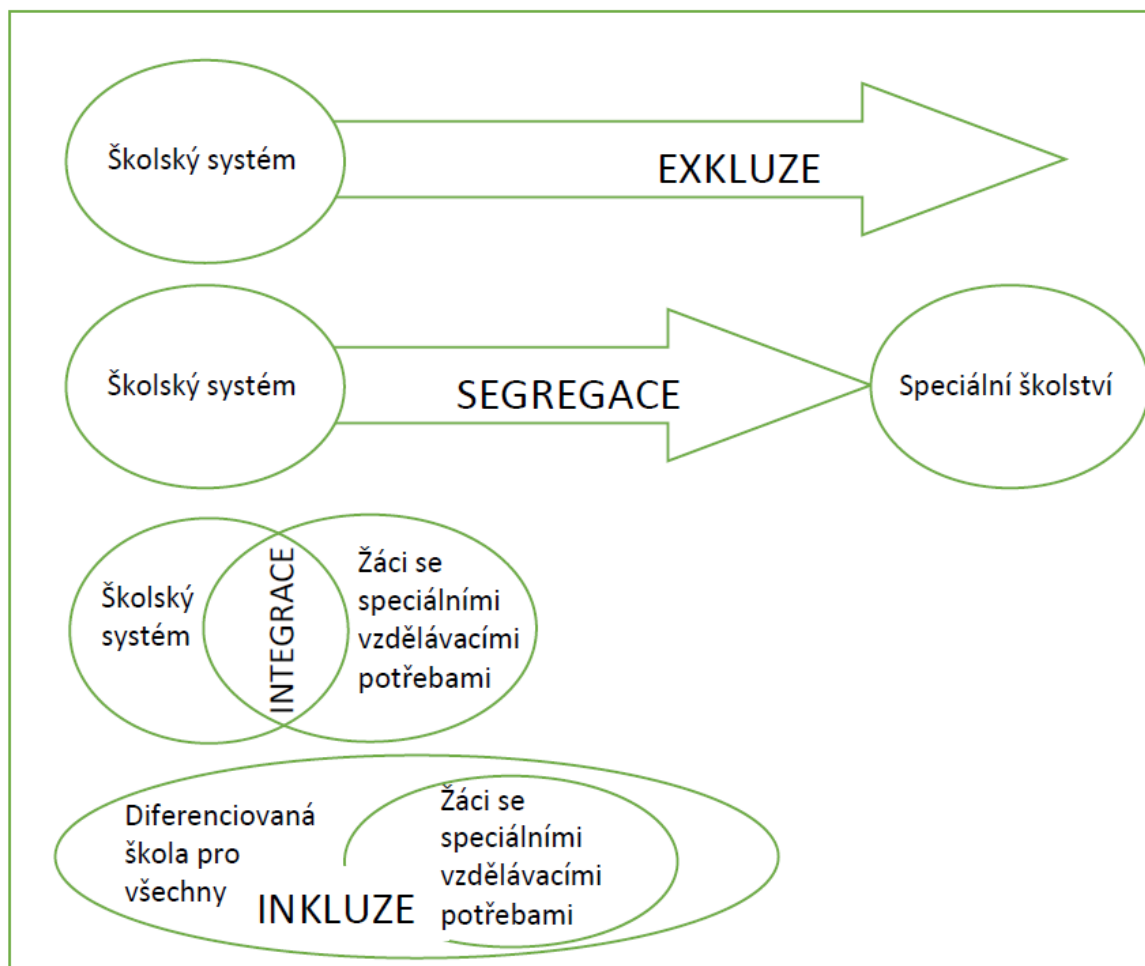 Školský systém
EXKLUZE
Školský systém
SEGREGACE
Speciální školství
Školský
systém
INTEGRACE
Žáci se
speciálními
vzdělávacími
potřebami
Diferenciovaná
škola pro
všechny
INKLUZE
Žáci se
speciálními
vzdělávacími
potřebami